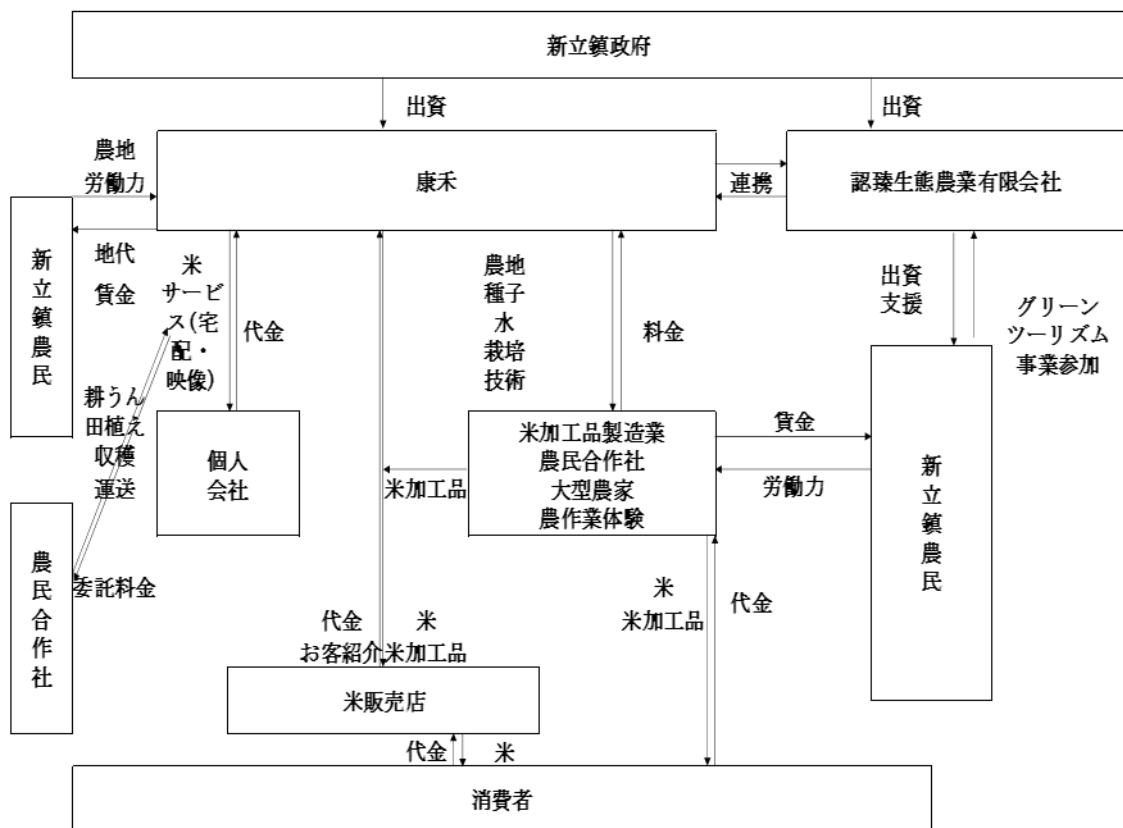 新立鎮政府
出資
出資
農地
労働力
康禾
連携
認臻生態農業有限会社
新立鎮農民
地代
賃金
米
サービ
ス(宅
配・
映像)
代金
農地
種子
水
栽培
技術
料金
出資
支援
グリーン
ツーリズム
事業参加
耕うん
田植え
収穫
運送
個人
会社
米加工品
米加工品製造業
農民合作社
大型農家
農作業体験
賃金
労働力
新立鎮農民
農民合作社
委託料金
代金
お客紹介
米
米加工品
米
米加工品
代金
米販売店
代金
米
消費者